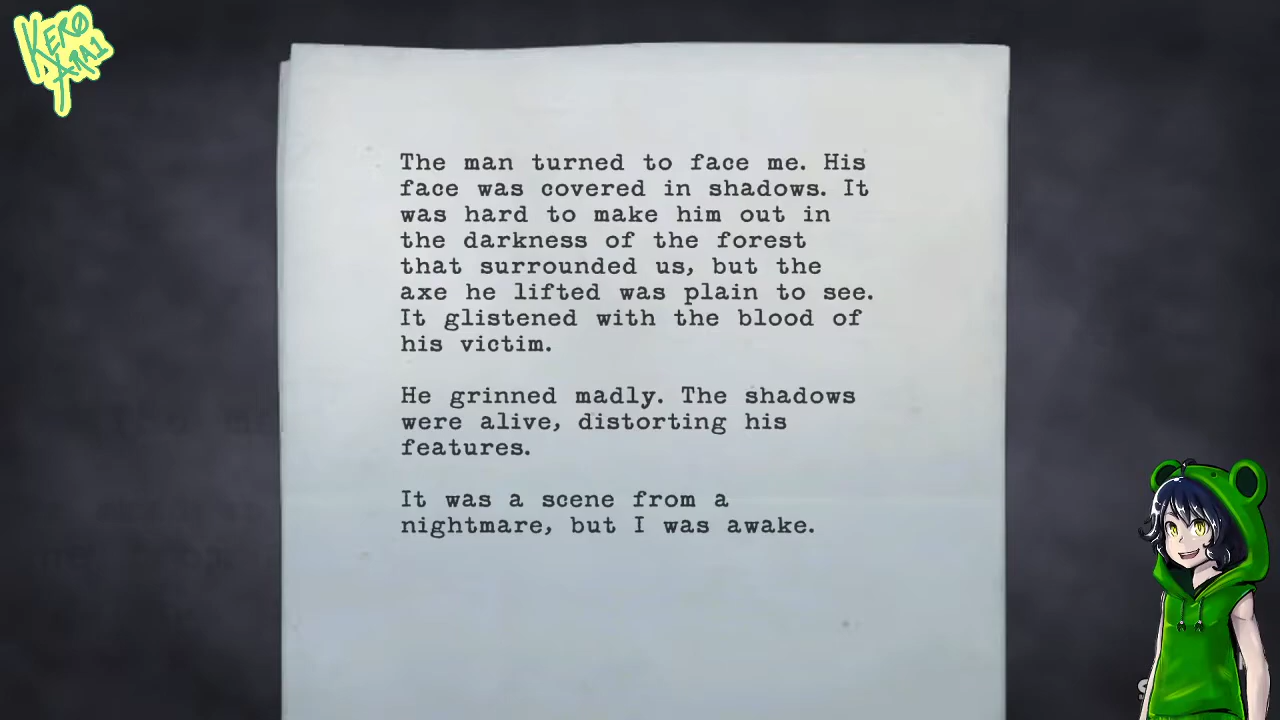 KERO
ARAI
The man turned to face me. His
face was covered in shadows. It
was hard to make him out in
the darkness of the forest
that surrounded us, but the
axe he lifted was plain to see.
It glistened with the blood of
his victim.
He grinned madly. The shadows
were alive, distorting his
features.
It was a scene from a
nightmare, but I was awake.